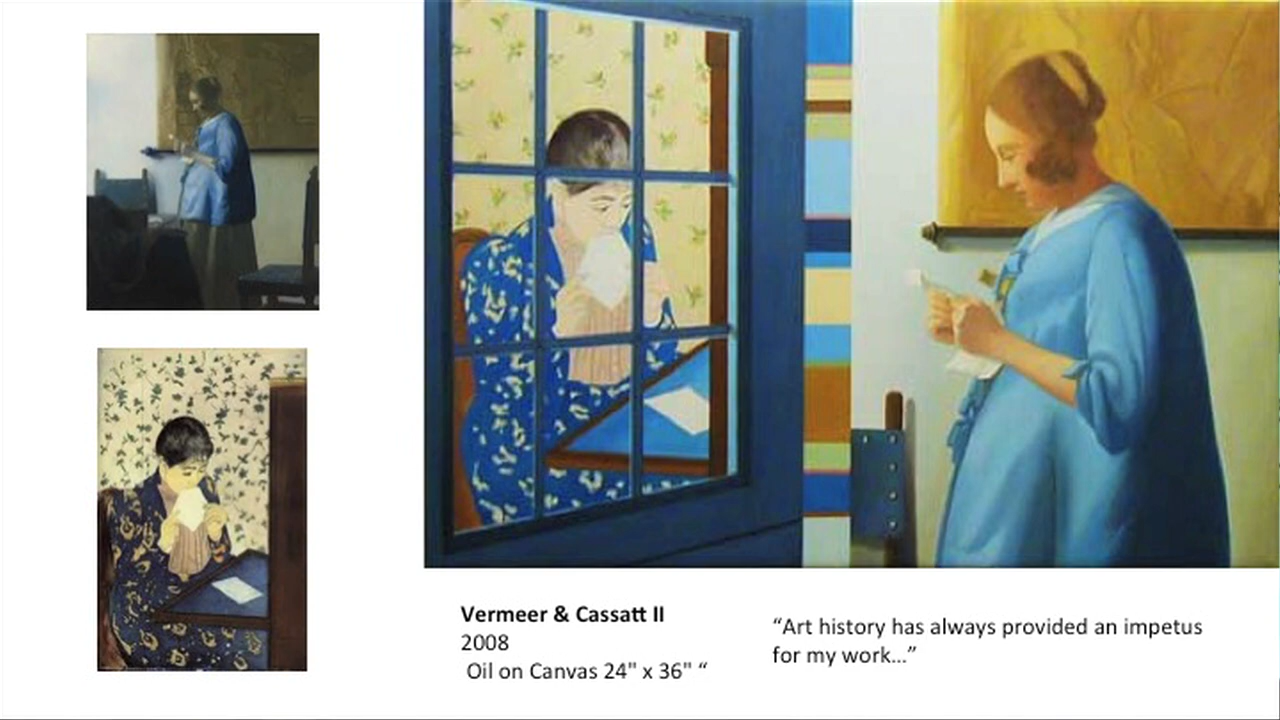 Vermeer & Cassatt II
2008
Oil on Canvas 24" x 36" “
“Art history has always provided an impetus
for my work…”